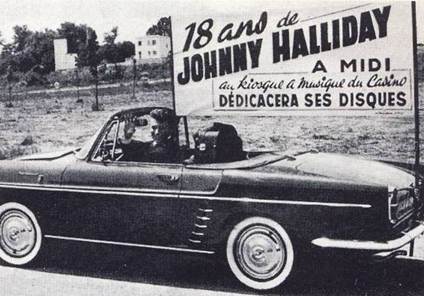 18 ans de
JOHNNY HALLIDAY
A MIDI
au kiosque à musique du Casino
DÉDICACERA SES DISQUES